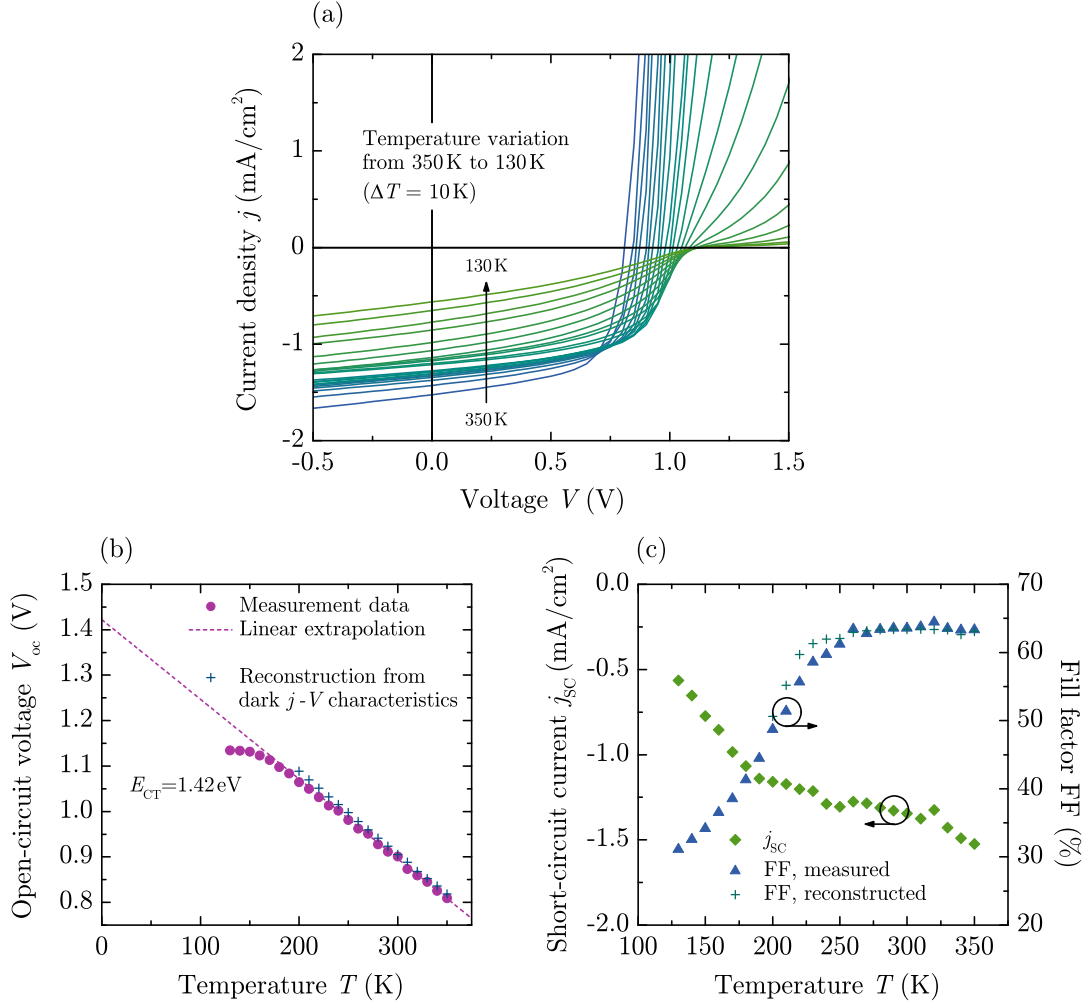 (a)
2
1
0
-1
-2
-0.5
0.0
0.5
1.0
1.5
Current density j (mA/cm²)
Voltage V (V)
Temperature variation
from 350 K to 130 K
(ΔT = 10 K)
130 K
350 K
(b)
1.5
1.4
1.3
1.2
1.1
1.0
0.9
0.8
0
100
200
300
Open-circuit voltage Voc (V)
Temperature T (K)
Measurement data
Linear extrapolation
Reconstruction from
dark j - V characteristics
ECT=1.42 eV
(c)
0.0
-0.5
-1.0
-1.5
-2.0
100
150
200
250
300
350
70
60
50
40
30
20
Short-circuit current jSC (mA/cm²)
Fill factor FF (%)
Temperature T (K)
jSC
FF, measured
FF, reconstructed